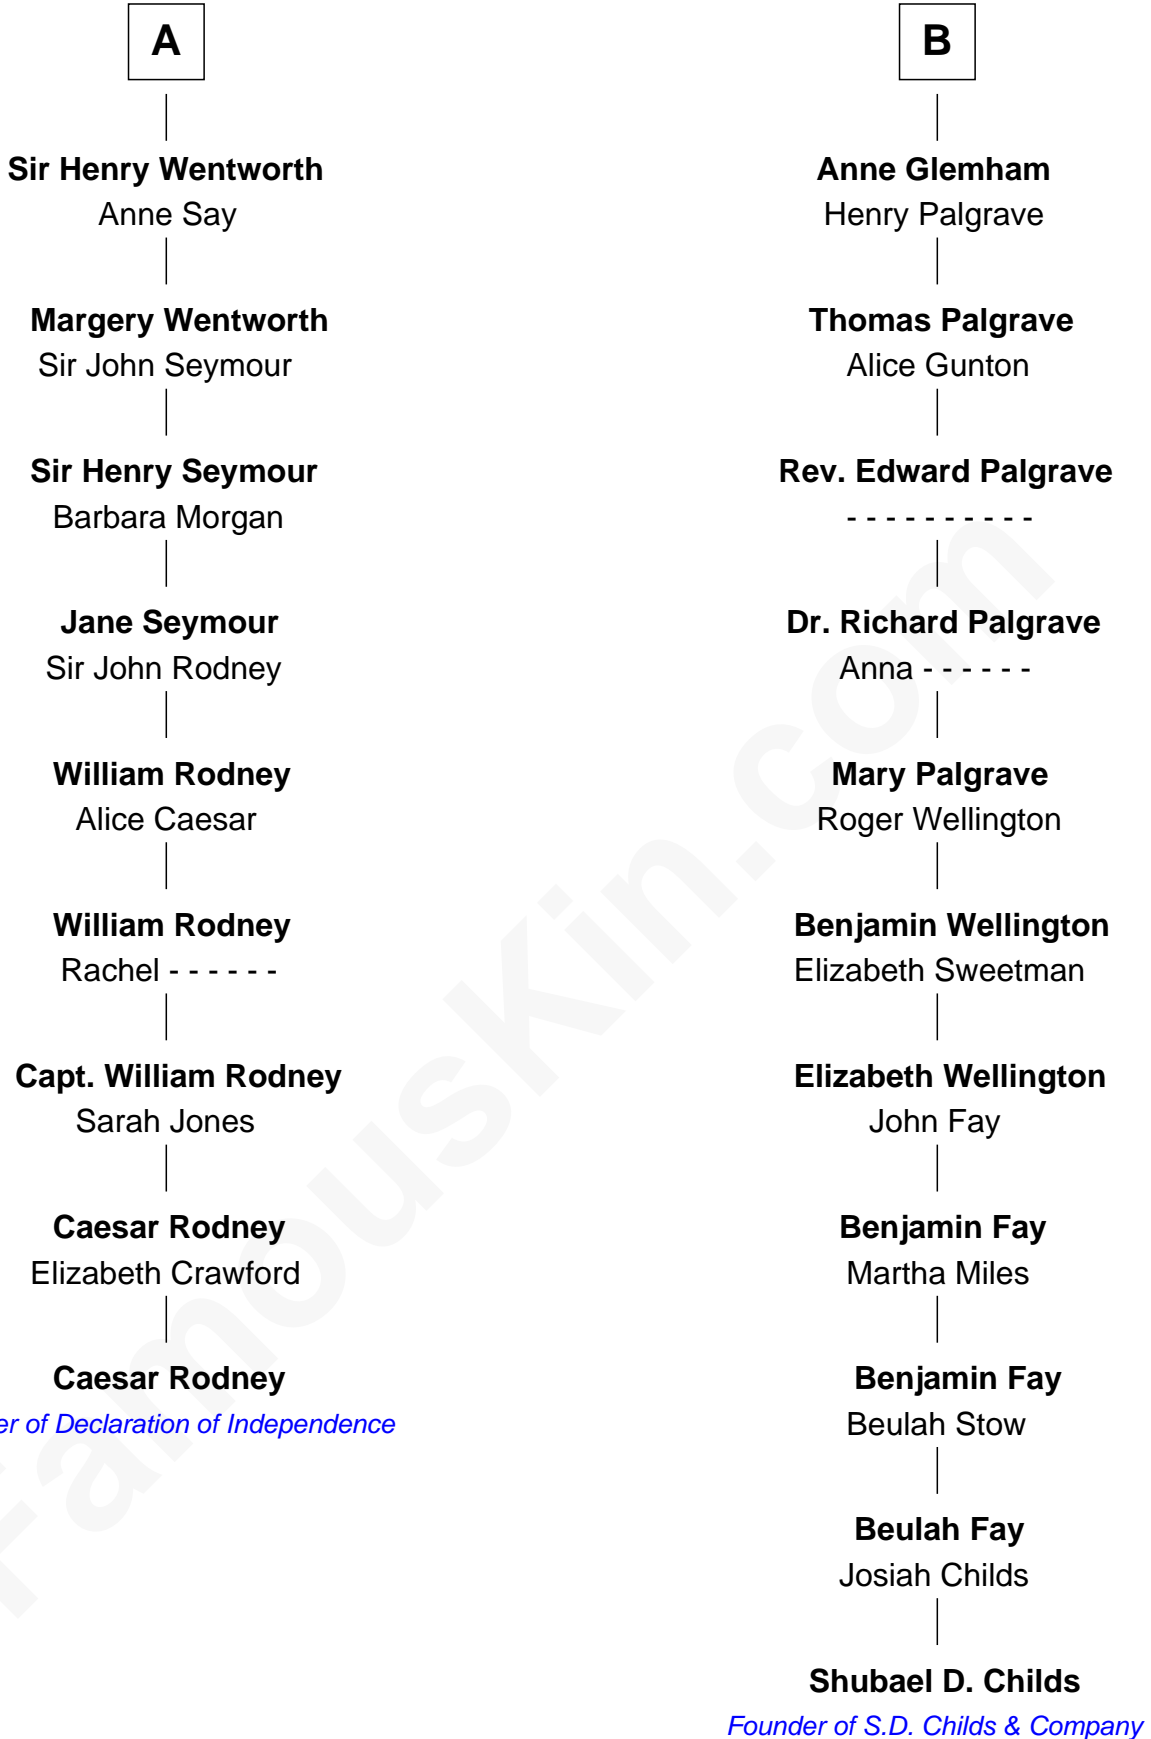 A
Sir Henry Wentworth
Anne Say
Margery Wentworth
Sir John Seymour
Sir Henry Seymour
Barbara Morgan
Jane Seymour
Sir John Rodney
William Rodney
Alice Caesar
William Rodney
Rachel - - - - - -
Capt. William Rodney
Sarah Jones
Caesar Rodney
Elizabeth Crawford
Caesar Rodney
er of Declaration of Independence
B
Anne Glemham
Henry Palgrave
Thomas Palgrave
Alice Gunton
Rev. Edward Palgrave
- - - - - - - - - -
Dr. Richard Palgrave
Anna - - - - - -
Mary Palgrave
Roger Wellington
Benjamin Wellington
Elizabeth Sweetman
Elizabeth Wellington
John Fay
Benjamin Fay
Martha Miles
Benjamin Fay
Beulah Stow
Beulah Fay
Josiah Childs
Shubael D. Childs
Founder of S.D. Childs & Company
FamousKin.com